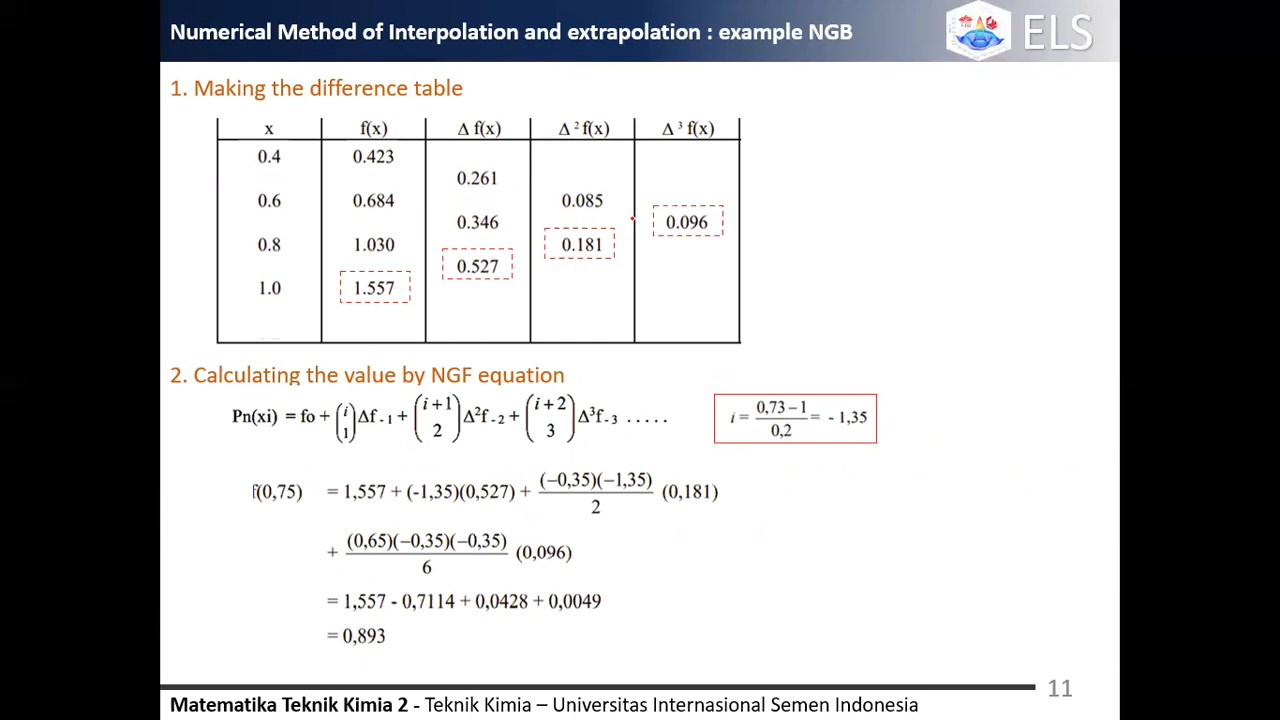 Numerical Method of Interpolation and extrapolation : example NGB
ELS
1. Making the difference table
x f(x) Δ f(x) Δ ² f(x) Δ ³ f(x)
0.4 0.423
0.261
0.6 0.684 0.085
0.346 0.096
0.8 1.030 0.181
0.527
1.0 1.557
2. Calculating the value by NGF equation
Pn(xi) = fo + (i 1) Δf -1 + (i+1 2) Δ²f -2 + (i+2 3) Δ³f -3 . . . . .
i = (0,73 – 1)/0,2 = - 1,35
f(0,75) = 1,557 + (-1,35)(0,527) + (−0,35)(−1,35)/2 (0,181)
+ (0,65)(−0,35)(−0,35)/6 (0,096)
= 1,557 - 0,7114 + 0,0428 + 0,0049
= 0,893
11
Matematika Teknik Kimia 2 - Teknik Kimia – Universitas Internasional Semen Indonesia